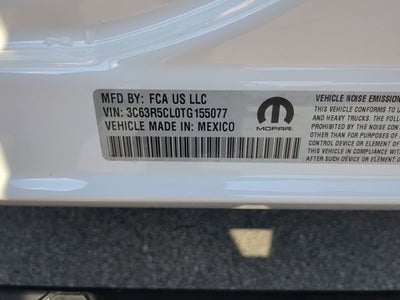 MFD BY: FCA US LLC
VIN: 3C63R5CL0TG155077
VEHICLE MADE IN: MEXICO
MOPAR
VEHICLE NOISE EMISSION
THIS VEHICLE CONFORMS TO
AND HEAVY TRUCKS. THE FO
PROHIBITED BY THE NOISE CON
OTHER THAN FOR PURPOSES O
CONTROL DEVICE OR ELEMENT OF
THIS VEHICLE IN COMPLIANCE WITH
AFTER SUCH DEVICE OR ELEMENT